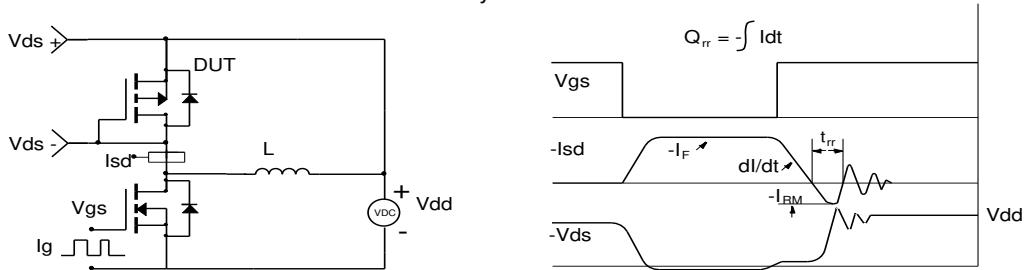 Vds +
DUT
Vds -
Isd
L
Vgs
Ig
VDC
+
-
Vdd
Qrr = -∫ Idt
Vgs
-Isd
-IF
dI/dt
trr
-IRM
Vdd
-Vds